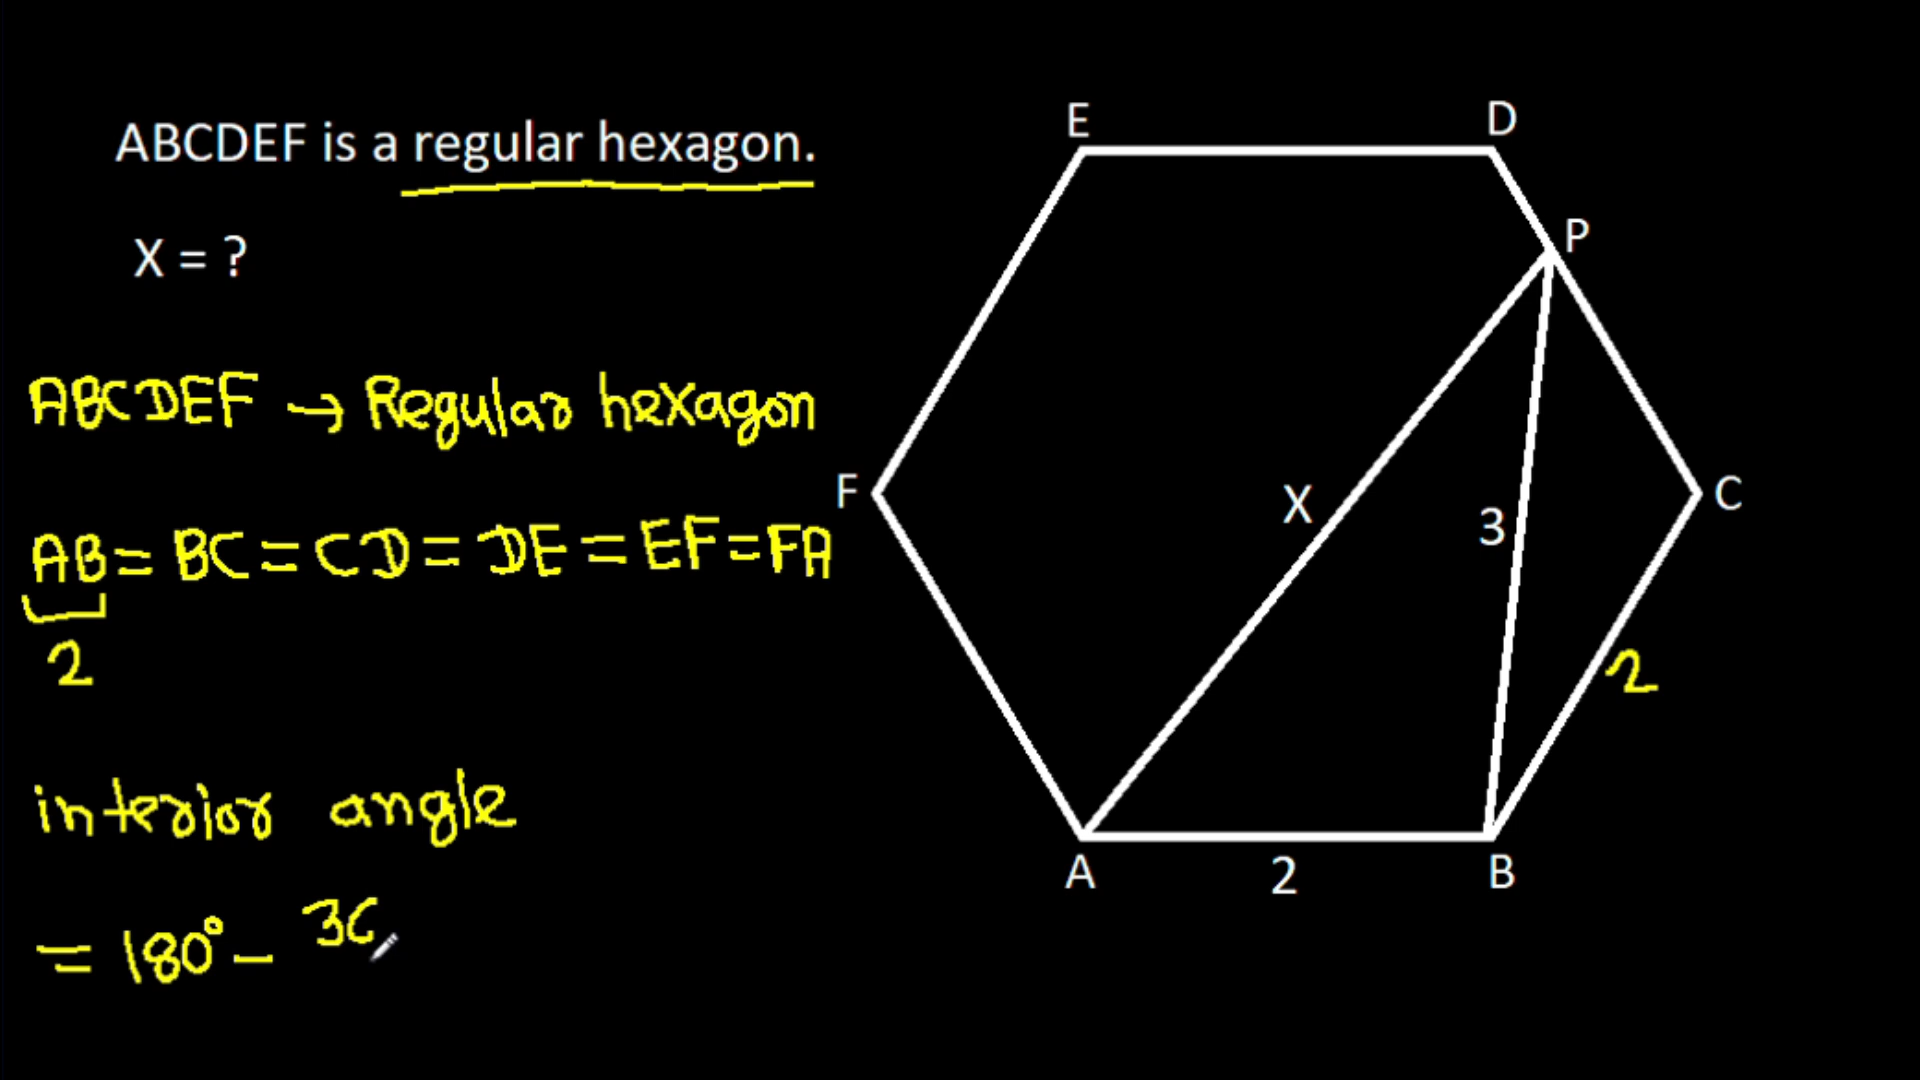 ABCDEF is a regular hexagon.
X = ?
ABCDEF → Regular hexagon
AB = BC = CD = DE = EF = FA
2
interior angle
= 180° - 36
E
D
P
F
C
X
3
2
A
B
2